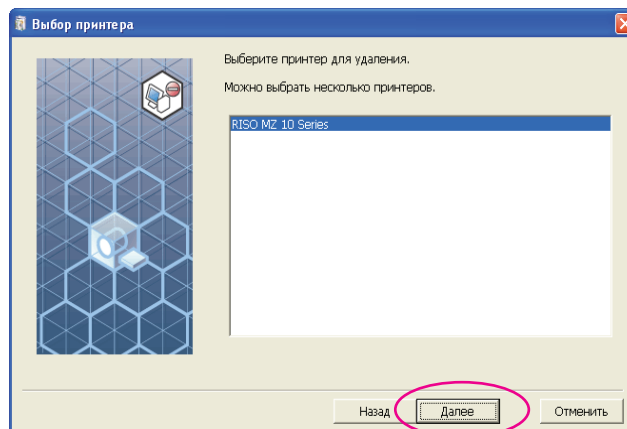 Выбор принтера
Выберите принтер для удаления.
Можно выбрать несколько принтеров.
RISO MZ 10 Series
Назад
Далее
Отменить